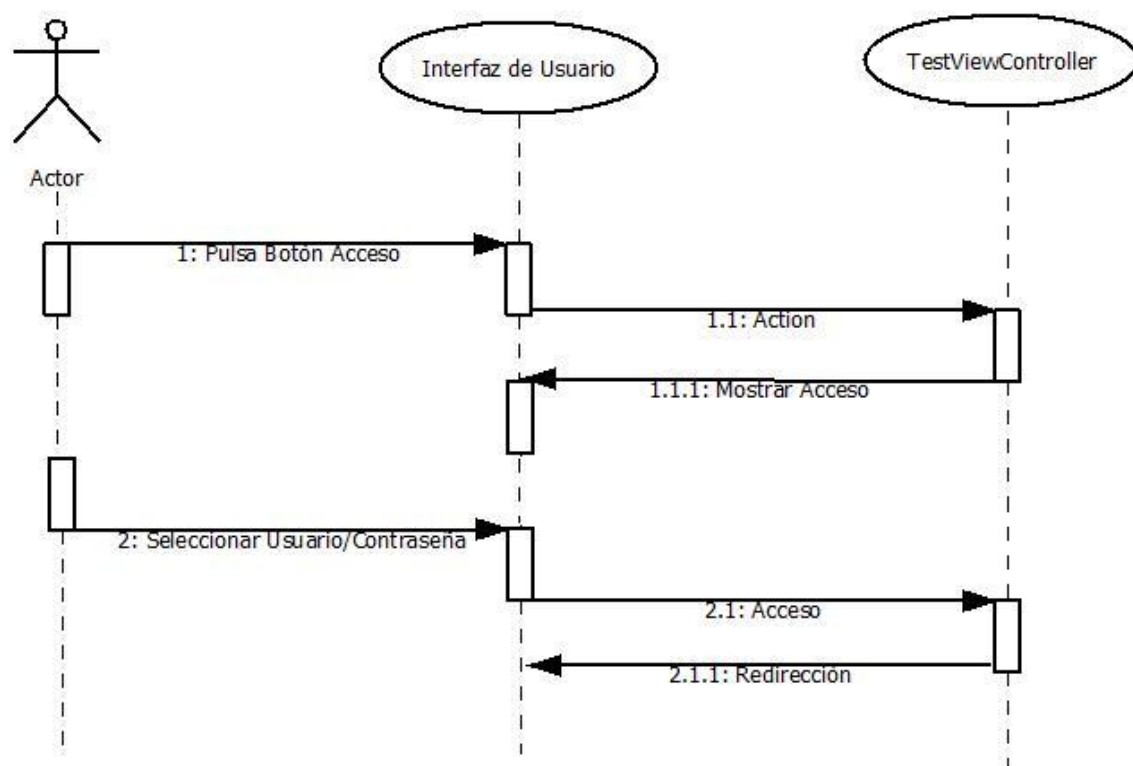 Interfaz de Usuario
TestViewController
Actor
1: Pulsa Botón Acceso
1.1: Action
1.1.1: Mostrar Acceso
2: Seleccionar Usuario/Contraseña
2.1: Acceso
2.1.1: Redirección